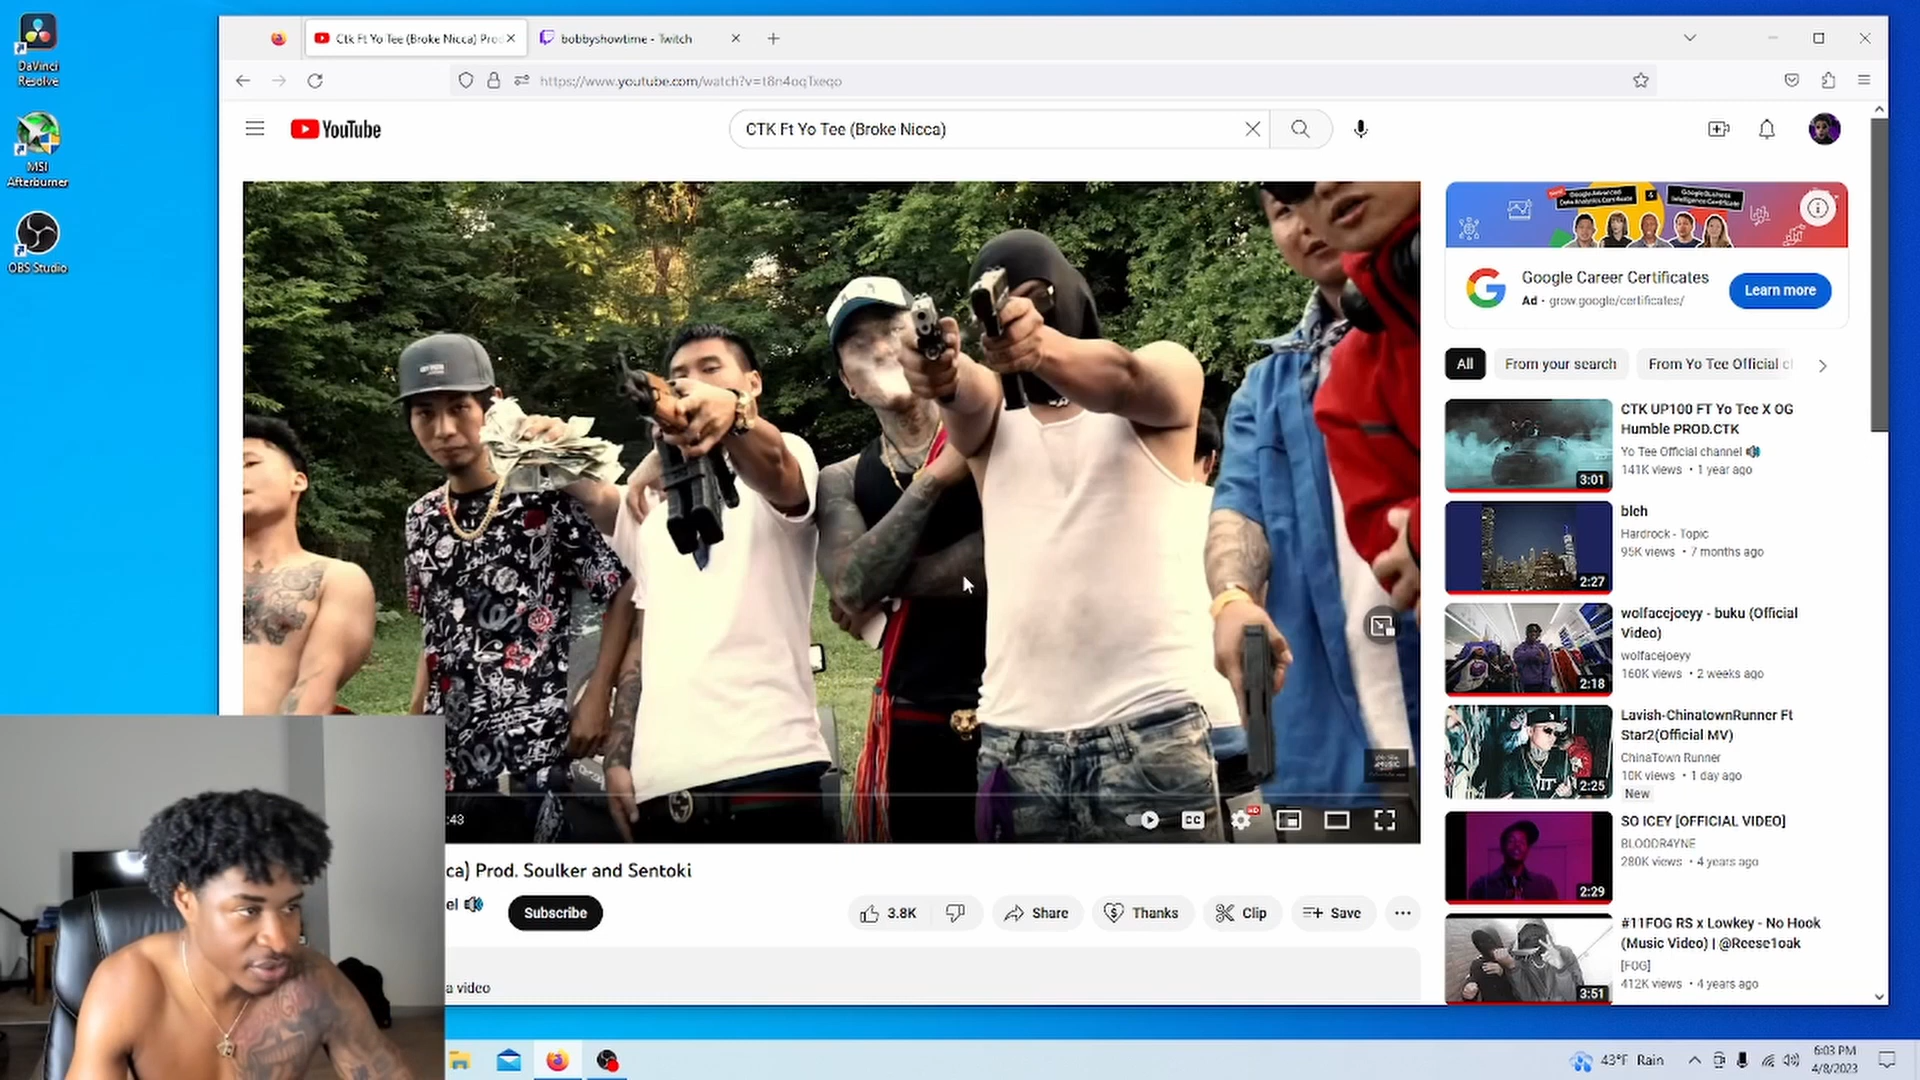 DaVinci
Resolve
MSI
Afterburner
OBS Studio
Ctk Ft Yo Tee (Broke Nicca) Pro
bobbyshowtime - Twitch
https://www.youtube.com/watch?v=t8n4oqTxeqo
YouTube
CTK Ft Yo Tee (Broke Nicca)
Google Career Certificates
Ad · grow.google/certificates/
Learn more
All
From your search
From Yo Tee Official c
CTK UP100 FT Yo Tee X OG
Humble PROD.CTK
Yo Tee Official channel
141K views • 1 year ago
3:01
bleh
Hardrock - Topic
95K views • 7 months ago
2:27
wolfacejoeyy - buku (Official
Video)
wolfacejoeyy
160K views • 2 weeks ago
2:18
Lavish-ChinatownRunner Ft
Star2(Official MV)
ChinaTown Runner
10K views • 1 day ago
New
2:25
SO ICEY [OFFICIAL VIDEO]
BLOODR4YNE
280K views • 4 years ago
2:29
#11FOG RS x Lowkey - No Hook
(Music Video) | @Reese1oak
[FOG]
412K views • 4 years ago
3:51
:43
CC
HD
ca) Prod. Soulker and Sentoki
el
Subscribe
3.8K
Share
Thanks
Clip
Save
a video
43°F Rain
6:03 PM
4/8/2023